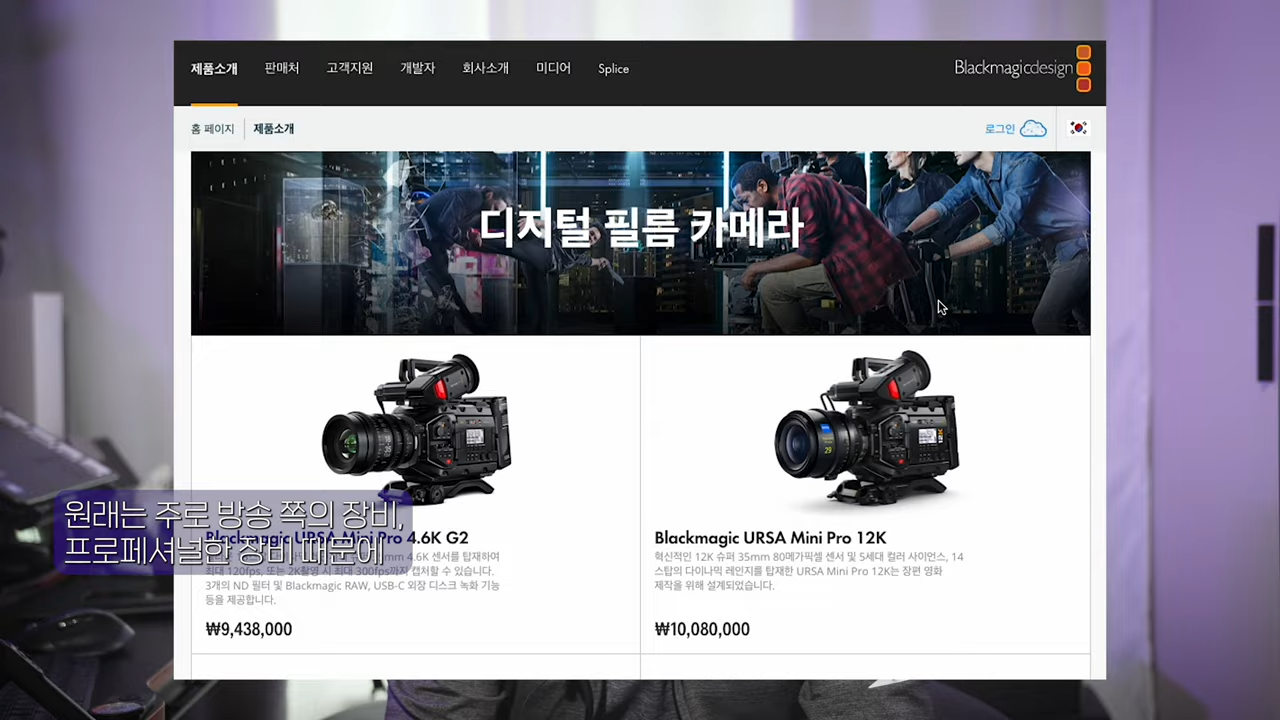 제품소개
판매처
고객지원
개발자
회사소개
미디어
Splice
Blackmagicdesign
홈 페이지
제품소개
로그인
디지털 필름 카메라
원래는 주로 방송 쪽의 장비,
프로페셔널한 장비 때문에
Blackmagic URSA Mini Pro 4.6K G2
4.6K 센서를 탑재하여
최대 120fps, 또는 2K촬영 시 최대 300fps까지 캡처할 수 있습니다.
3개의 ND 필터 및 Blackmagic RAW, USB-C 외장 디스크 녹화 기능
등을 제공합니다.
₩9,438,000
Blackmagic URSA Mini Pro 12K
혁신적인 12K 슈퍼 35mm 80메가픽셀 센서 및 5세대 컬러 사이언스, 14
스탑의 다이나믹 레인지를 탑재한 URSA Mini Pro 12K는 장편 영화
제작을 위해 설계되었습니다.
₩10,080,000